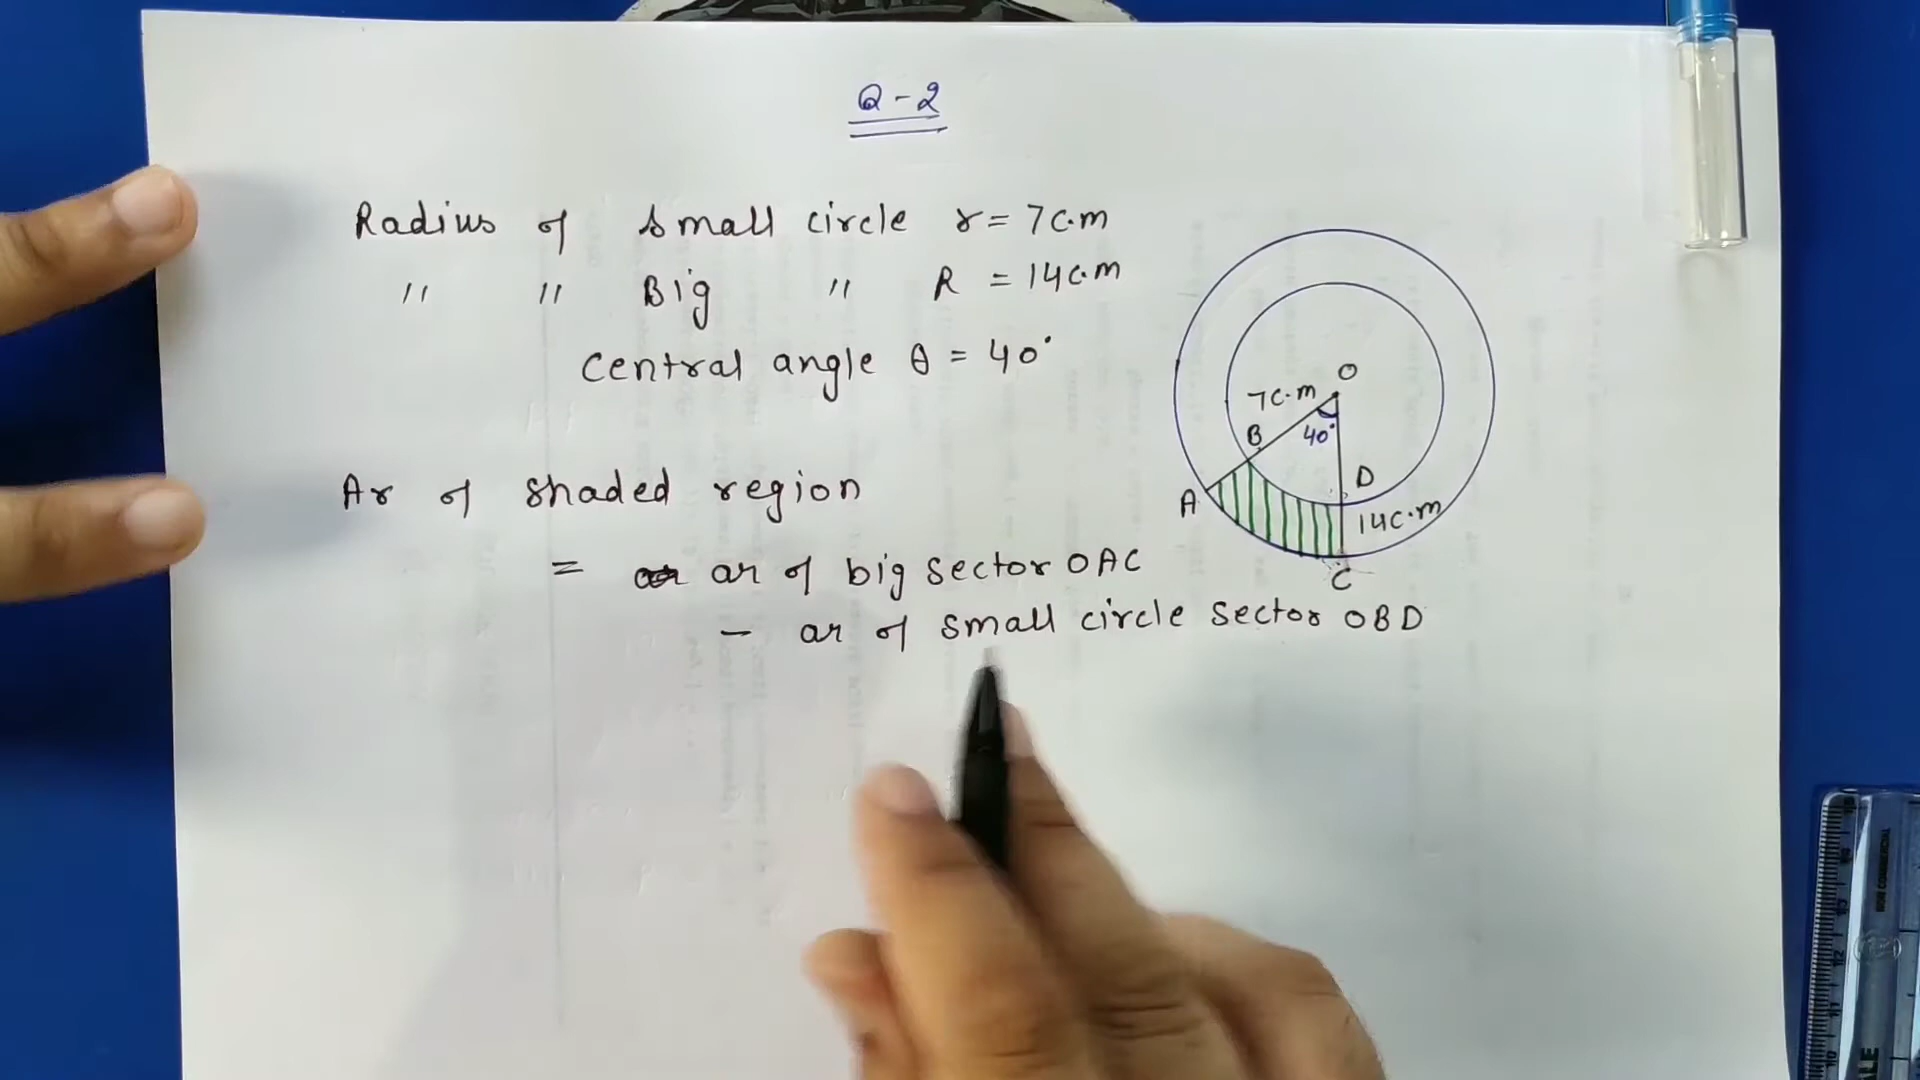 Q-2
Radius of small circle r = 7c.m
" " Big " R = 14c.m
Central angle θ = 40°
O
7c.m
B
40°
D
A
14c.m
C
Ar of shaded region
= ar of big sector OAC
- ar of small circle sector OBD